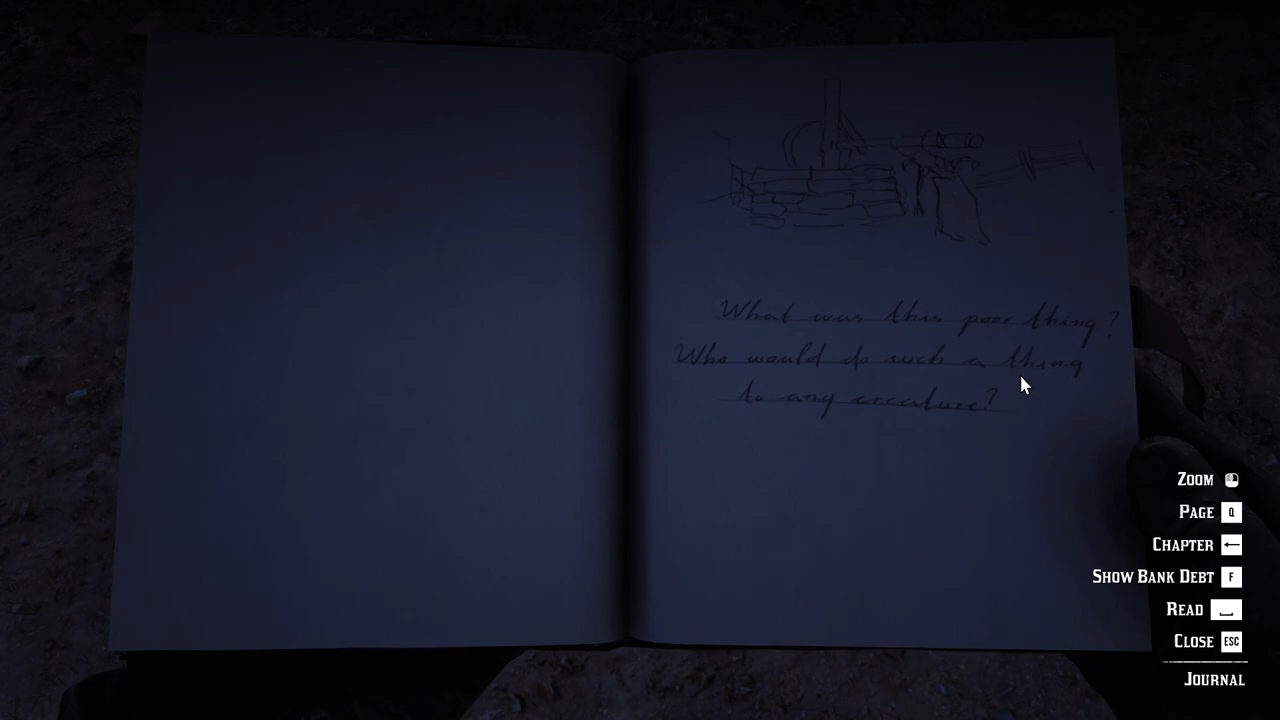 What was this poor thing?
Who would do such a thing
to any creature?
ZOOM
PAGE Q
CHAPTER ←
SHOW BANK DEBT F
READ
CLOSE ESC
JOURNAL